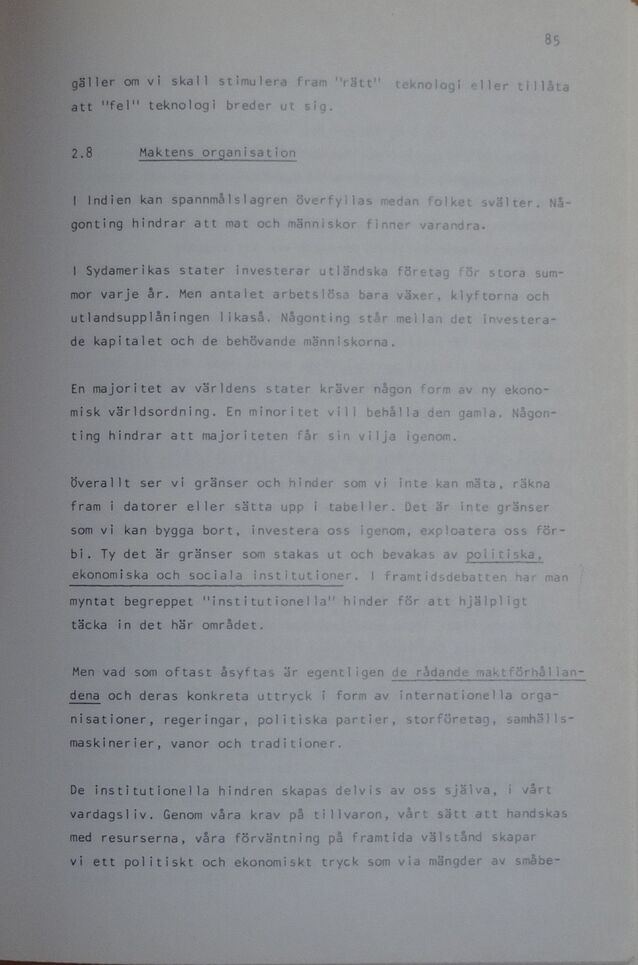 85
gäller om vi skall stimulera fram "rätt" teknologi eller tillåta
att "fel" teknologi breder ut sig.
2.8 Maktens organisation
I Indien kan spannmålslagren överfyllas medan folket svälter. Nå-
gonting hindrar att mat och människor finner varandra.
I Sydamerikas stater investerar utländska företag för stora sum-
mor varje år. Men antalet arbetslösa bara växer, klyftorna och
utlandsupplåningen likaså. Någonting står mellan det investera-
de kapitalet och de behövande människorna.
En majoritet av världens stater kräver någon form av ny ekono-
misk världsordning. En minoritet vill behålla den gamla. Någon-
ting hindrar att majoriteten får sin vilja igenom.
Överallt ser vi gränser och hinder som vi inte kan mäta, räkna
fram i datorer eller sätta upp i tabeller. Det är inte gränser
som vi kan bygga bort, investera oss igenom, exploatera oss för-
bi. Ty det är gränser som stakas ut och bevakas av politiska,
ekonomiska och sociala institutioner. I framtidsdebatten har man
myntat begreppet "institutionella" hinder för att hjälpligt
täcka in det här området.
Men vad som oftast åsyftas är egentligen de rådande maktförhållan-
dena och deras konkreta uttryck i form av internationella orga-
nisationer, regeringar, politiska partier, storföretag, samhälls-
maskinerier, vanor och traditioner.
De institutionella hindren skapas delvis av oss själva, i vårt
vardagsliv. Genom våra krav på tillvaron, vårt sätt att handskas
med resurserna, våra förväntning på framtida välstånd skapar
vi ett politiskt och ekonomiskt tryck som via mängder av småbe-